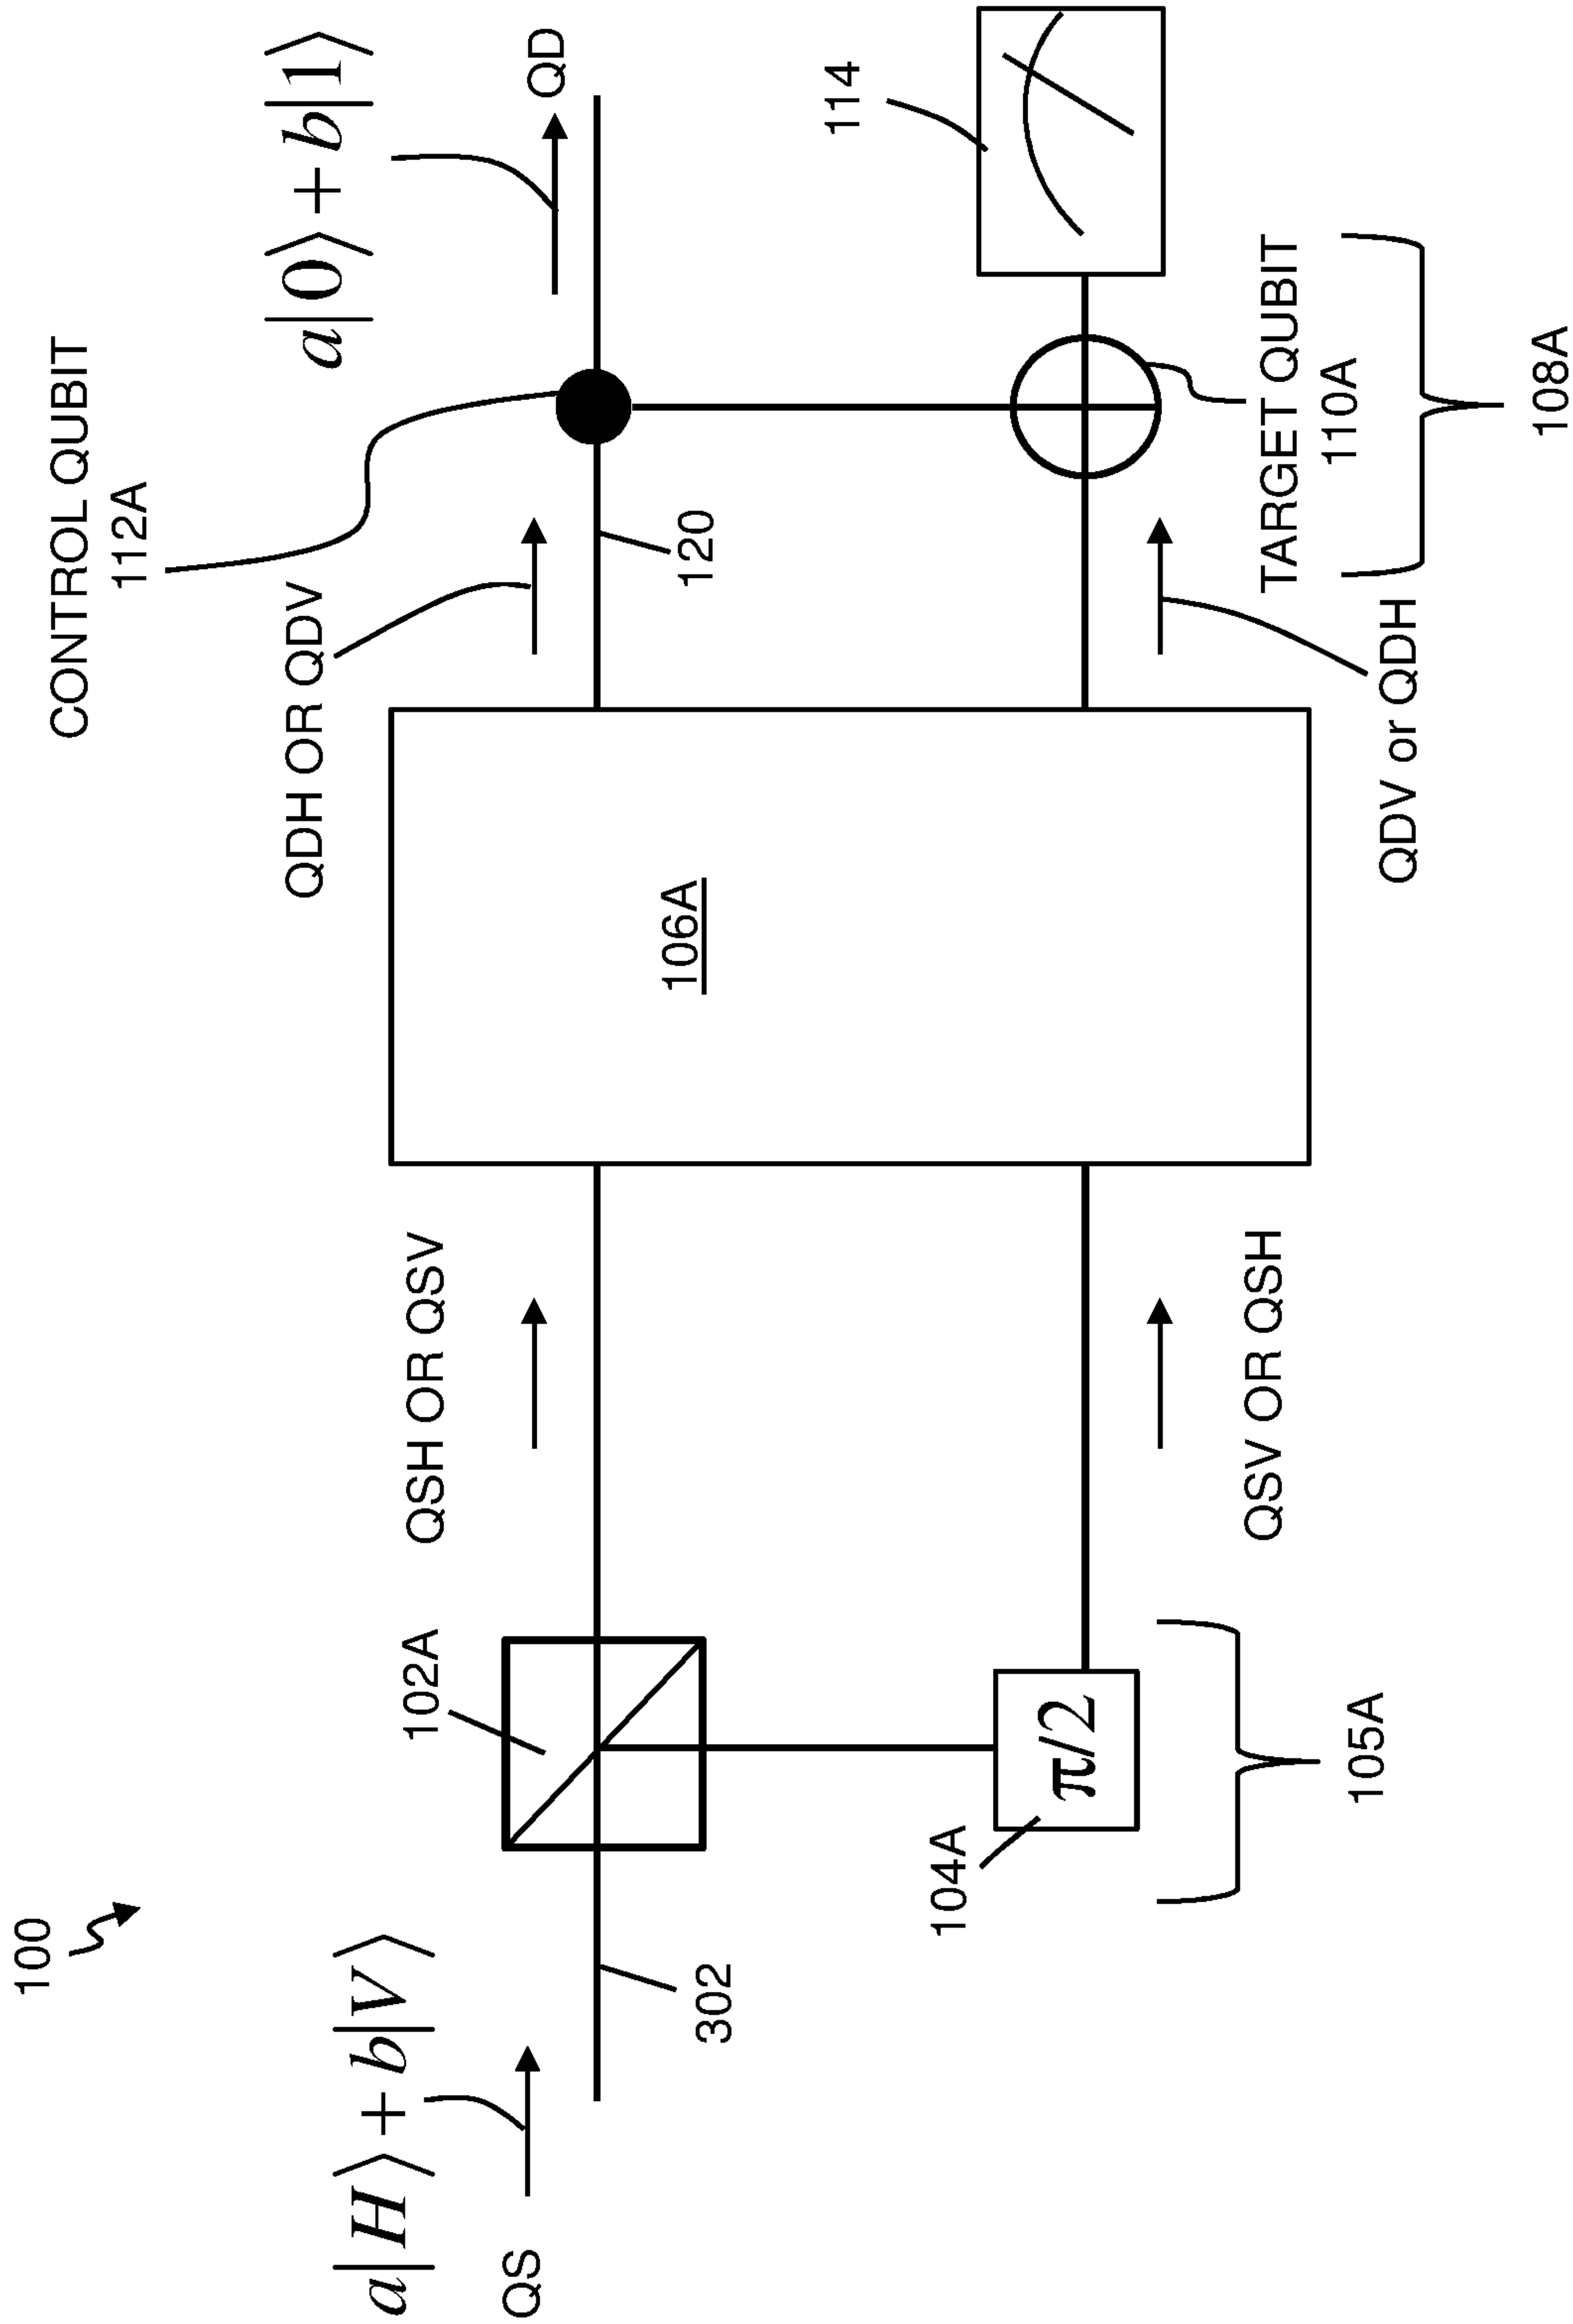 100
a|H⟩+b|V⟩
QS
302
102A
104A
π/2
105A
QSH OR QSV
QSV OR QSH
106A
QDH OR QDV
QDV or QDH
CONTROL QUBIT
112A
120
a|0⟩+b|1⟩
QD
114
TARGET QUBIT
110A
108A